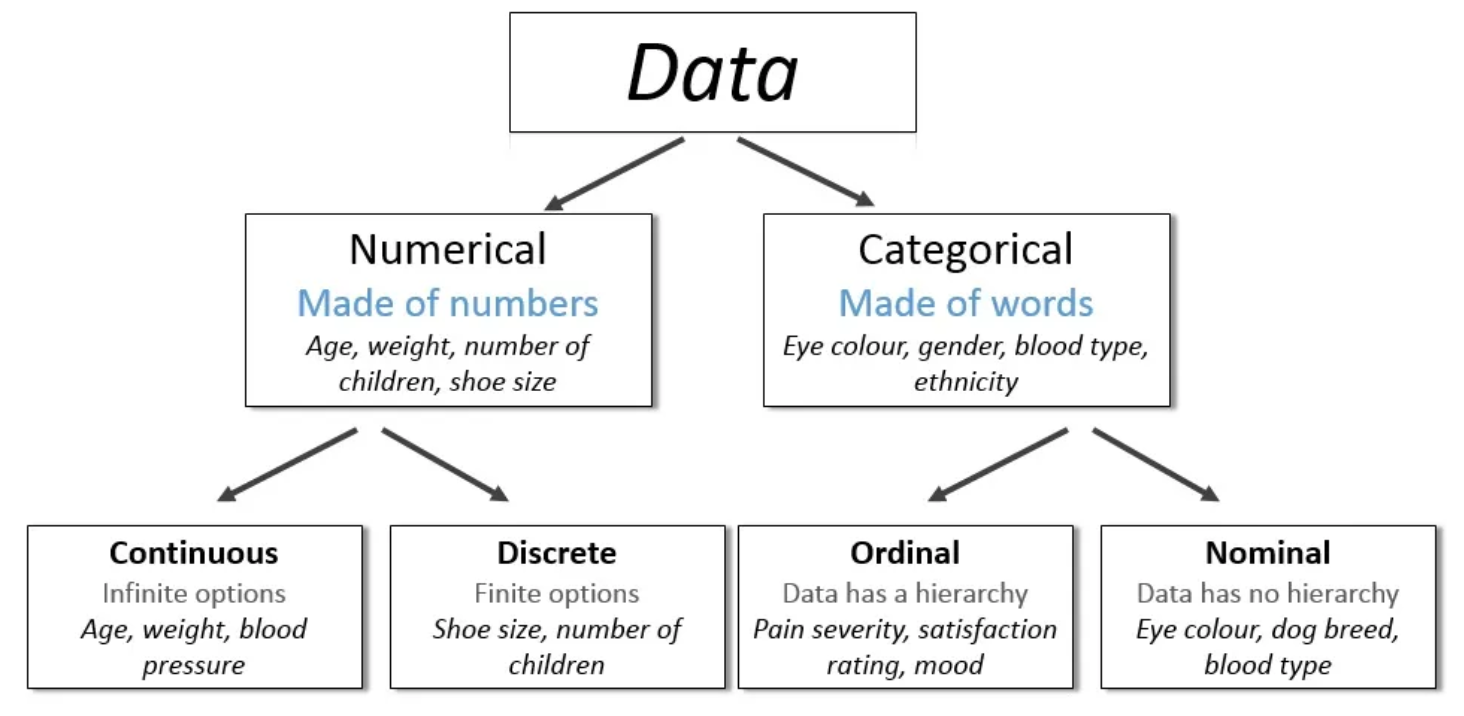 Data
Numerical
Made of numbers
Age, weight, number of
children, shoe size
Categorical
Made of words
Eye colour, gender, blood type,
ethnicity
Continuous
Infinite options
Age, weight, blood
pressure
Discrete
Finite options
Shoe size, number of
children
Ordinal
Data has a hierarchy
Pain severity, satisfaction
rating, mood
Nominal
Data has no hierarchy
Eye colour, dog breed,
blood type